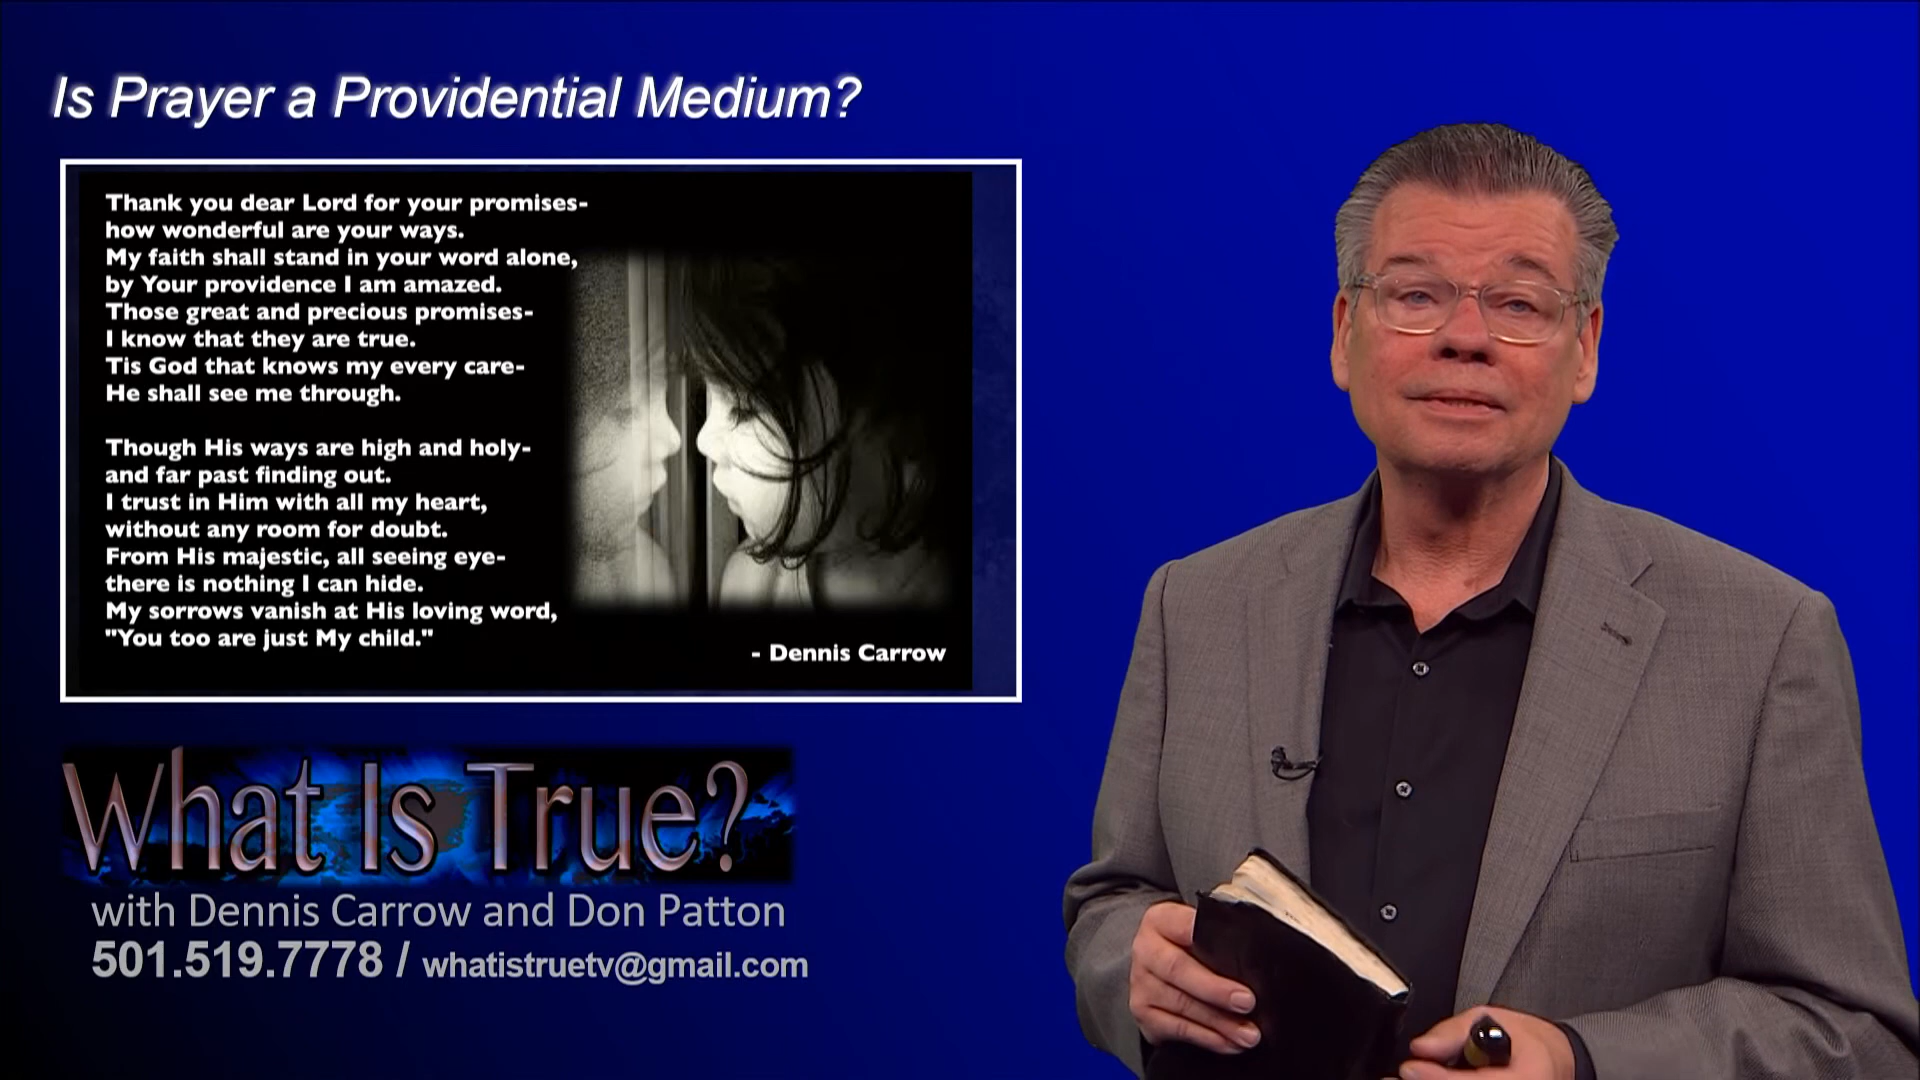 Is Prayer a Providential Medium?
Thank you dear Lord for your promises-
how wonderful are your ways.
My faith shall stand in your word alone,
by Your providence I am amazed.
Those great and precious promises-
I know that they are true.
Tis God that knows my every care-
He shall see me through.
Though His ways are high and holy-
and far past finding out.
I trust in Him with all my heart,
without any room for doubt.
From His majestic, all seeing eye-
there is nothing I can hide.
My sorrows vanish at His loving word,
"You too are just My child."
- Dennis Carrow
What Is True?
with Dennis Carrow and Don Patton
501.519.7778 / whatistruetv@gmail.com